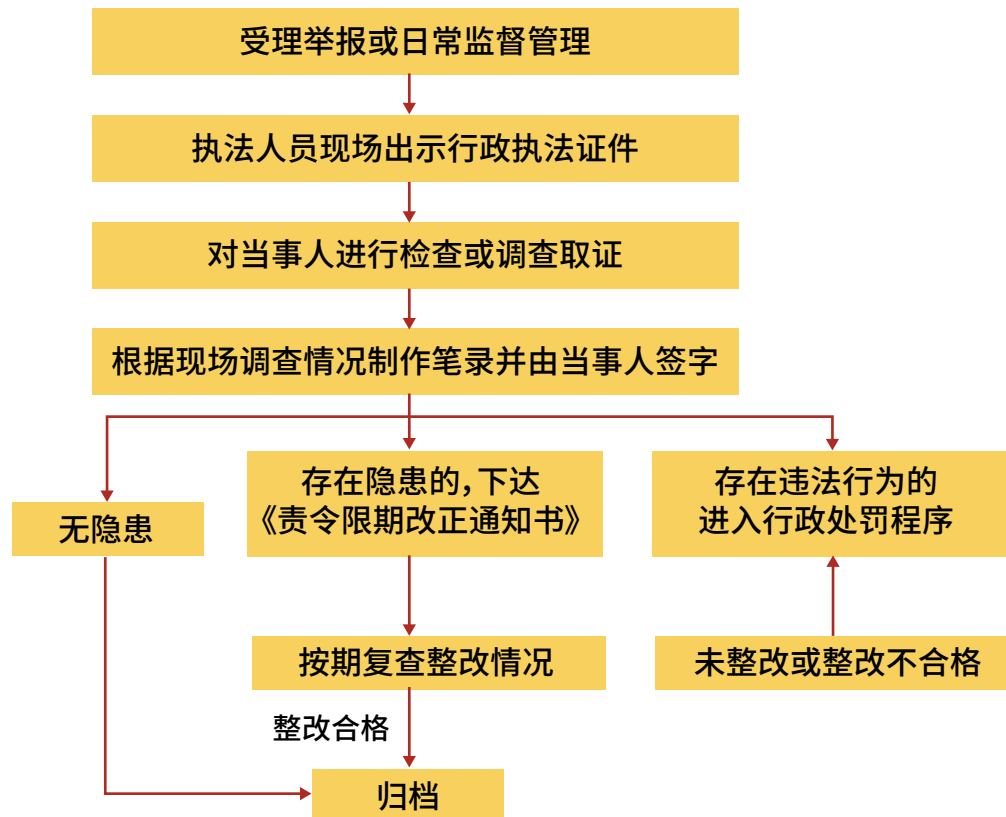 受理举报或日常监督管理
执法人员现场出示行政执法证件
对当事人进行检查或调查取证
根据现场调查情况制作笔录并由当事人签字
无隐患
存在隐患的，下达
《责令限期改正通知书》
存在违法行为的
进入行政处罚程序
按期复查整改情况
未整改或整改不合格
整改合格
归档